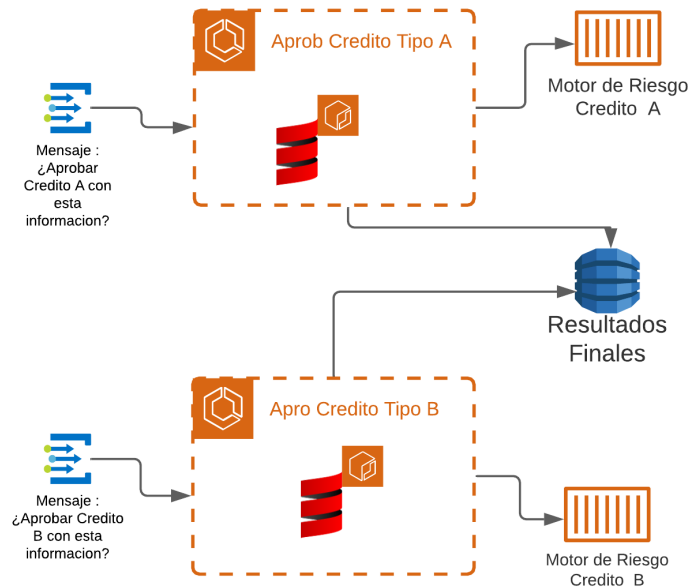 Aprob Credito Tipo A
Motor de Riesgo
Credito A
Mensaje :
¿Aprobar
Credito A con
esta
informacion?
Resultados
Finales
Apro Credito Tipo B
Mensaje :
¿Aprobar Credito
B con esta
informacion?
Motor de Riesgo
Credito B